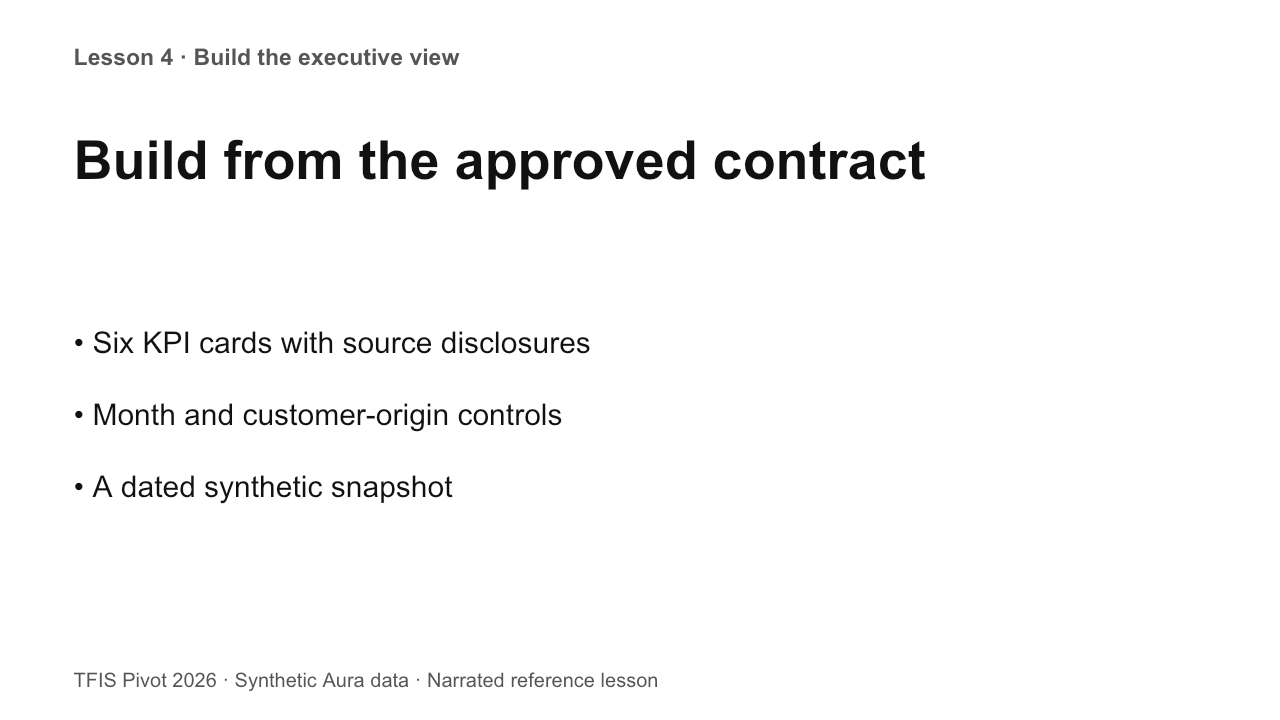 Lesson 4 · Build the executive view
Build from the approved contract
• Six KPI cards with source disclosures
• Month and customer-origin controls
• A dated synthetic snapshot
TFIS Pivot 2026 · Synthetic Aura data · Narrated reference lesson